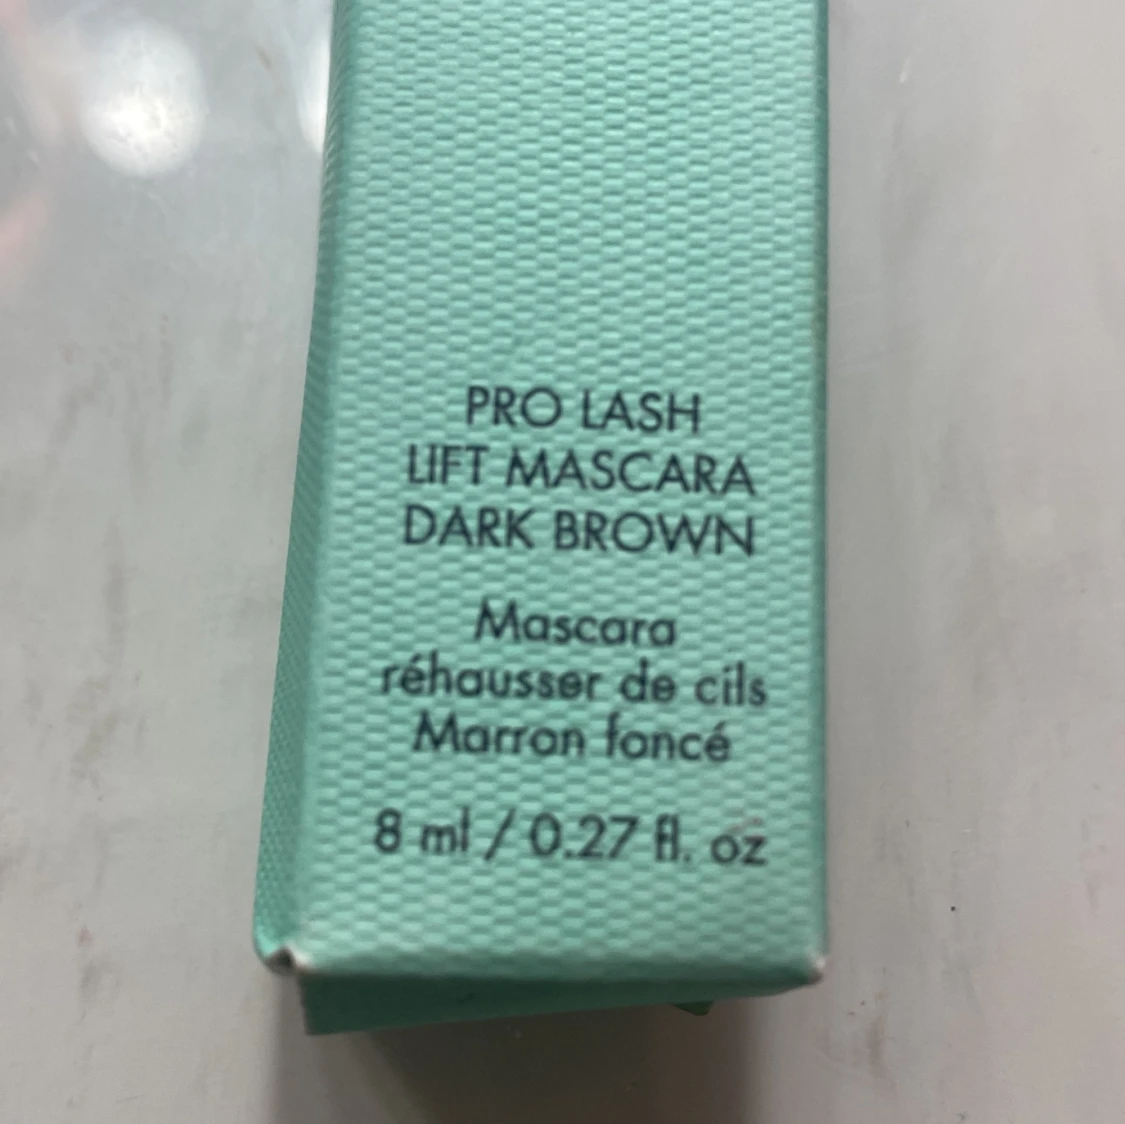 PRO LASH
LIFT MASCARA
DARK BROWN
Mascara
réhausser de cils
Marron foncé
8 ml / 0.27 fl. oz